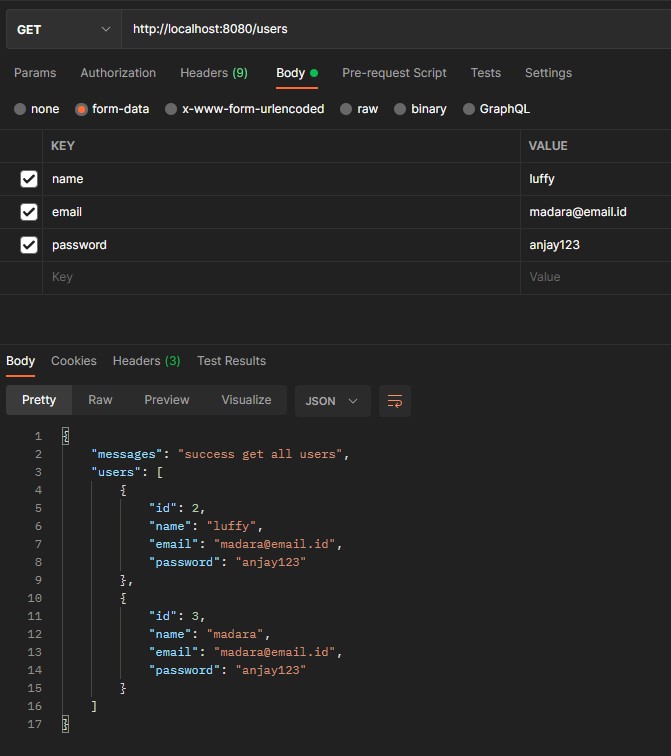 GET http://localhost:8080/users
Params Authorization Headers (9) Body Pre-request Script Tests Settings
none form-data x-www-form-urlencoded raw binary GraphQL
KEY VALUE
name luffy
email madara@email.id
password anjay123
Key Value
Body Cookies Headers (3) Test Results
Pretty Raw Preview Visualize JSON
1 {
2 "messages": "success get all users",
3 "users": [
4 {
5 "id": 2,
6 "name": "luffy",
7 "email": "madara@email.id",
8 "password": "anjay123"
9 },
10 {
11 "id": 3,
12 "name": "madara",
13 "email": "madara@email.id",
14 "password": "anjay123"
15 }
16 ]
17 }